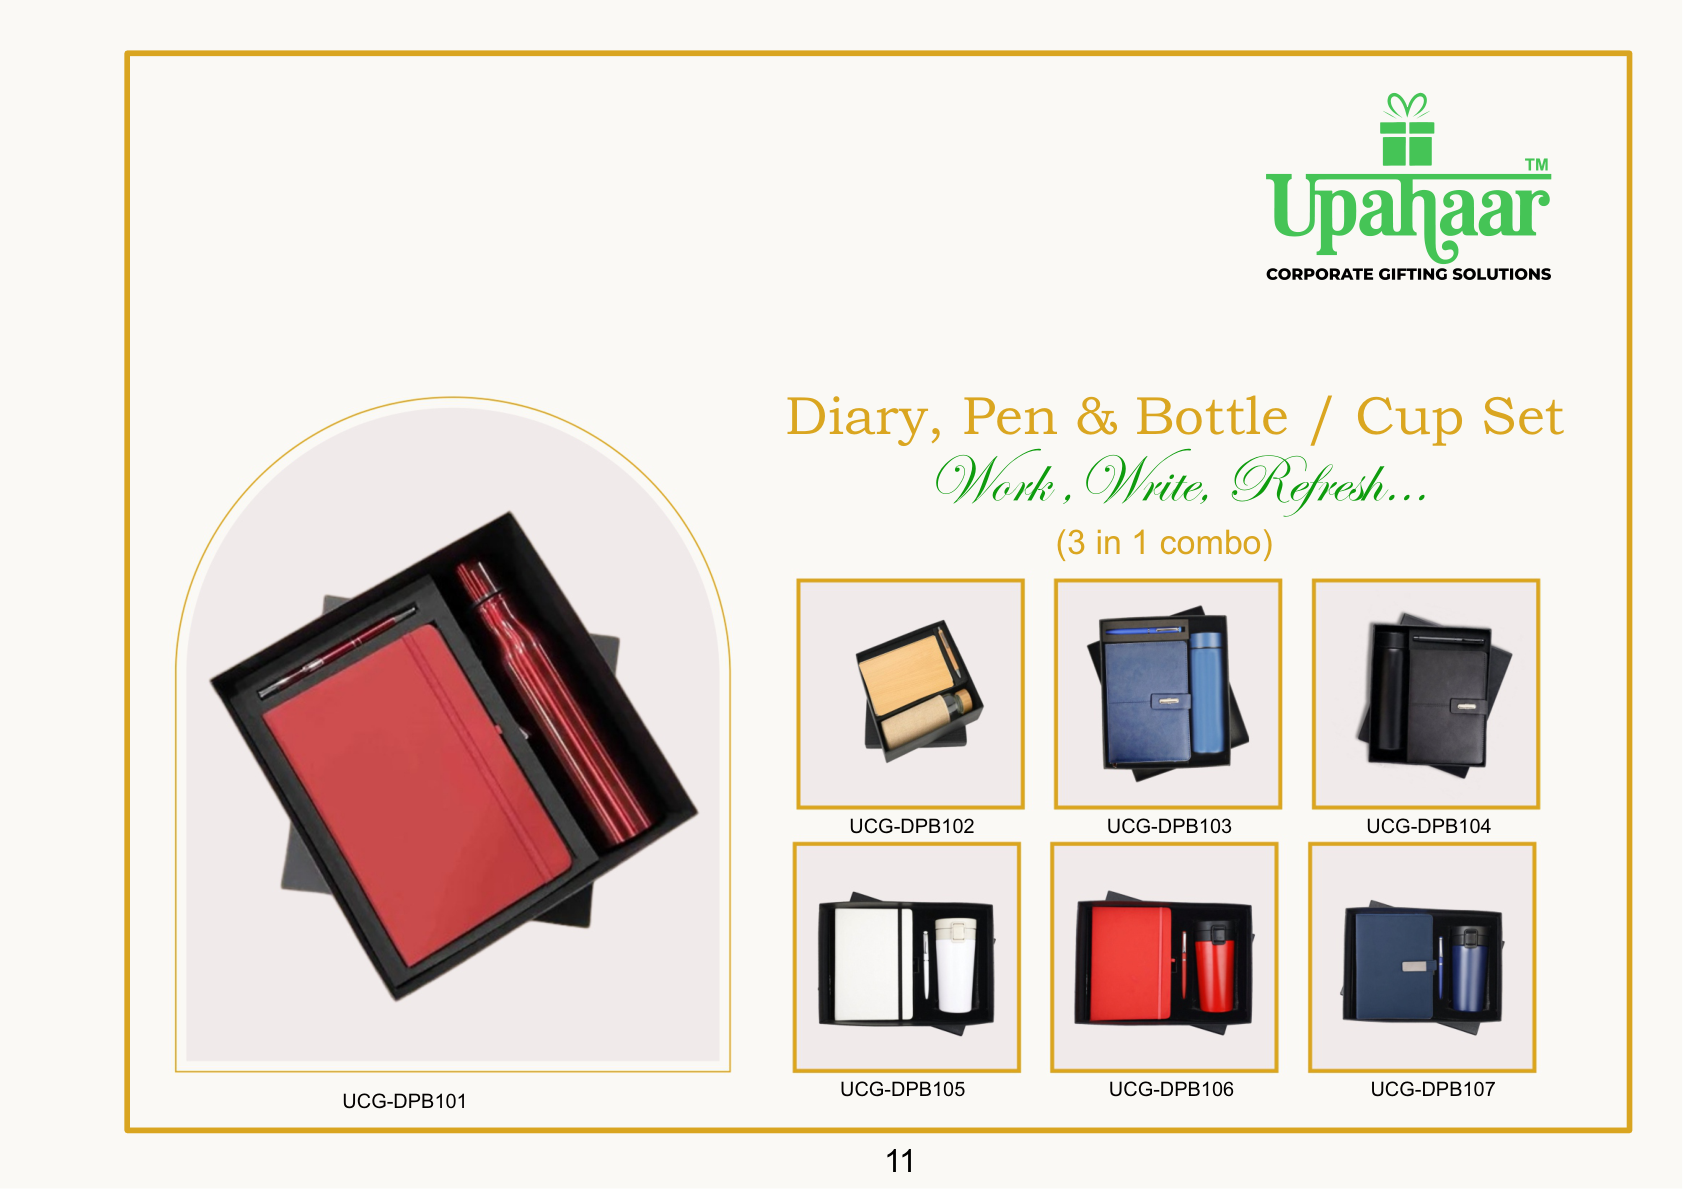 TM
Upahaar
CORPORATE GIFTING SOLUTIONS
Diary, Pen & Bottle / Cup Set
Work , Write, Refresh...
(3 in 1 combo)
UCG-DPB102
UCG-DPB103
UCG-DPB104
UCG-DPB105
UCG-DPB106
UCG-DPB107
UCG-DPB101
11